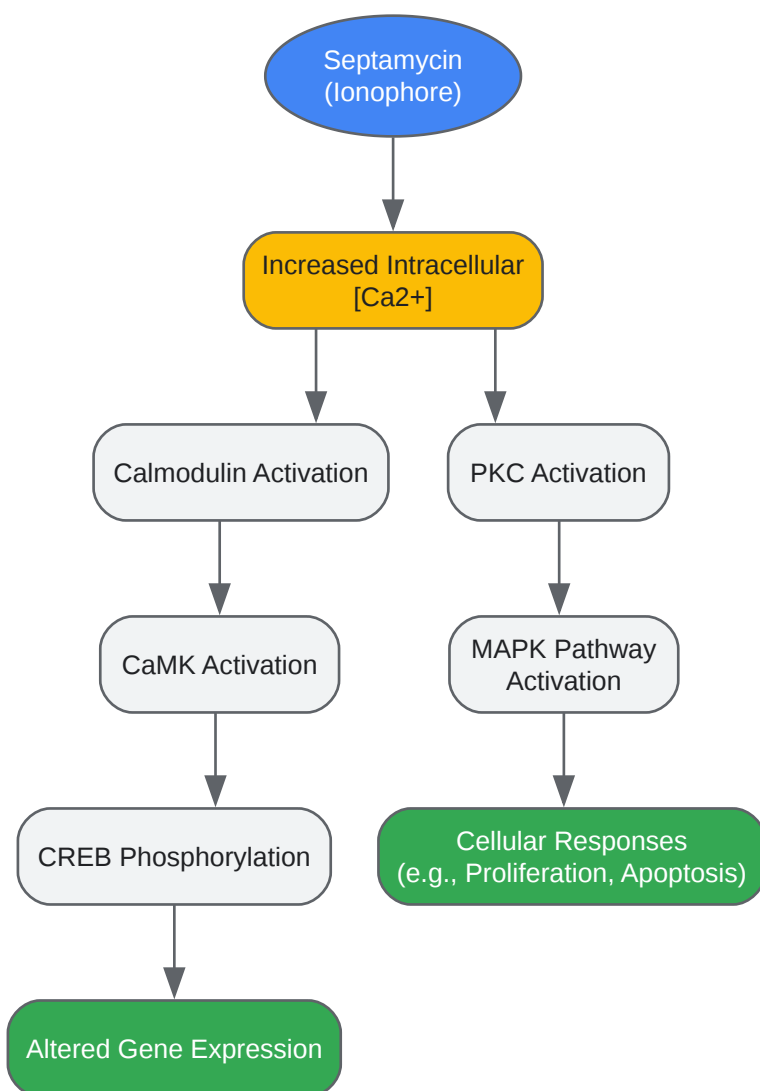 Septamycin
(Ionophore)
Increased Intracellular
[Ca2+]
Calmodulin Activation
PKC Activation
CaMK Activation
MAPK Pathway
Activation
CREB Phosphorylation
Cellular Responses
(e.g., Proliferation, Apoptosis)
Altered Gene Expression